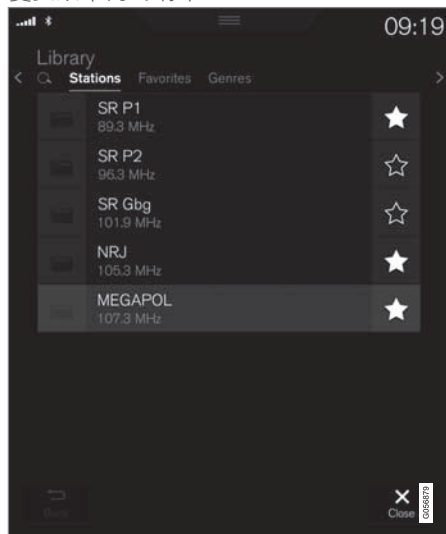 09:19
Library
Stations Favorites Genres
SR P1
89.3 MHz
SR P2
96.3 MHz
SR Gbg
101.9 MHz
NRJ
105.3 MHz
MEGAPOL
107.3 MHz
Back
Close
G056879